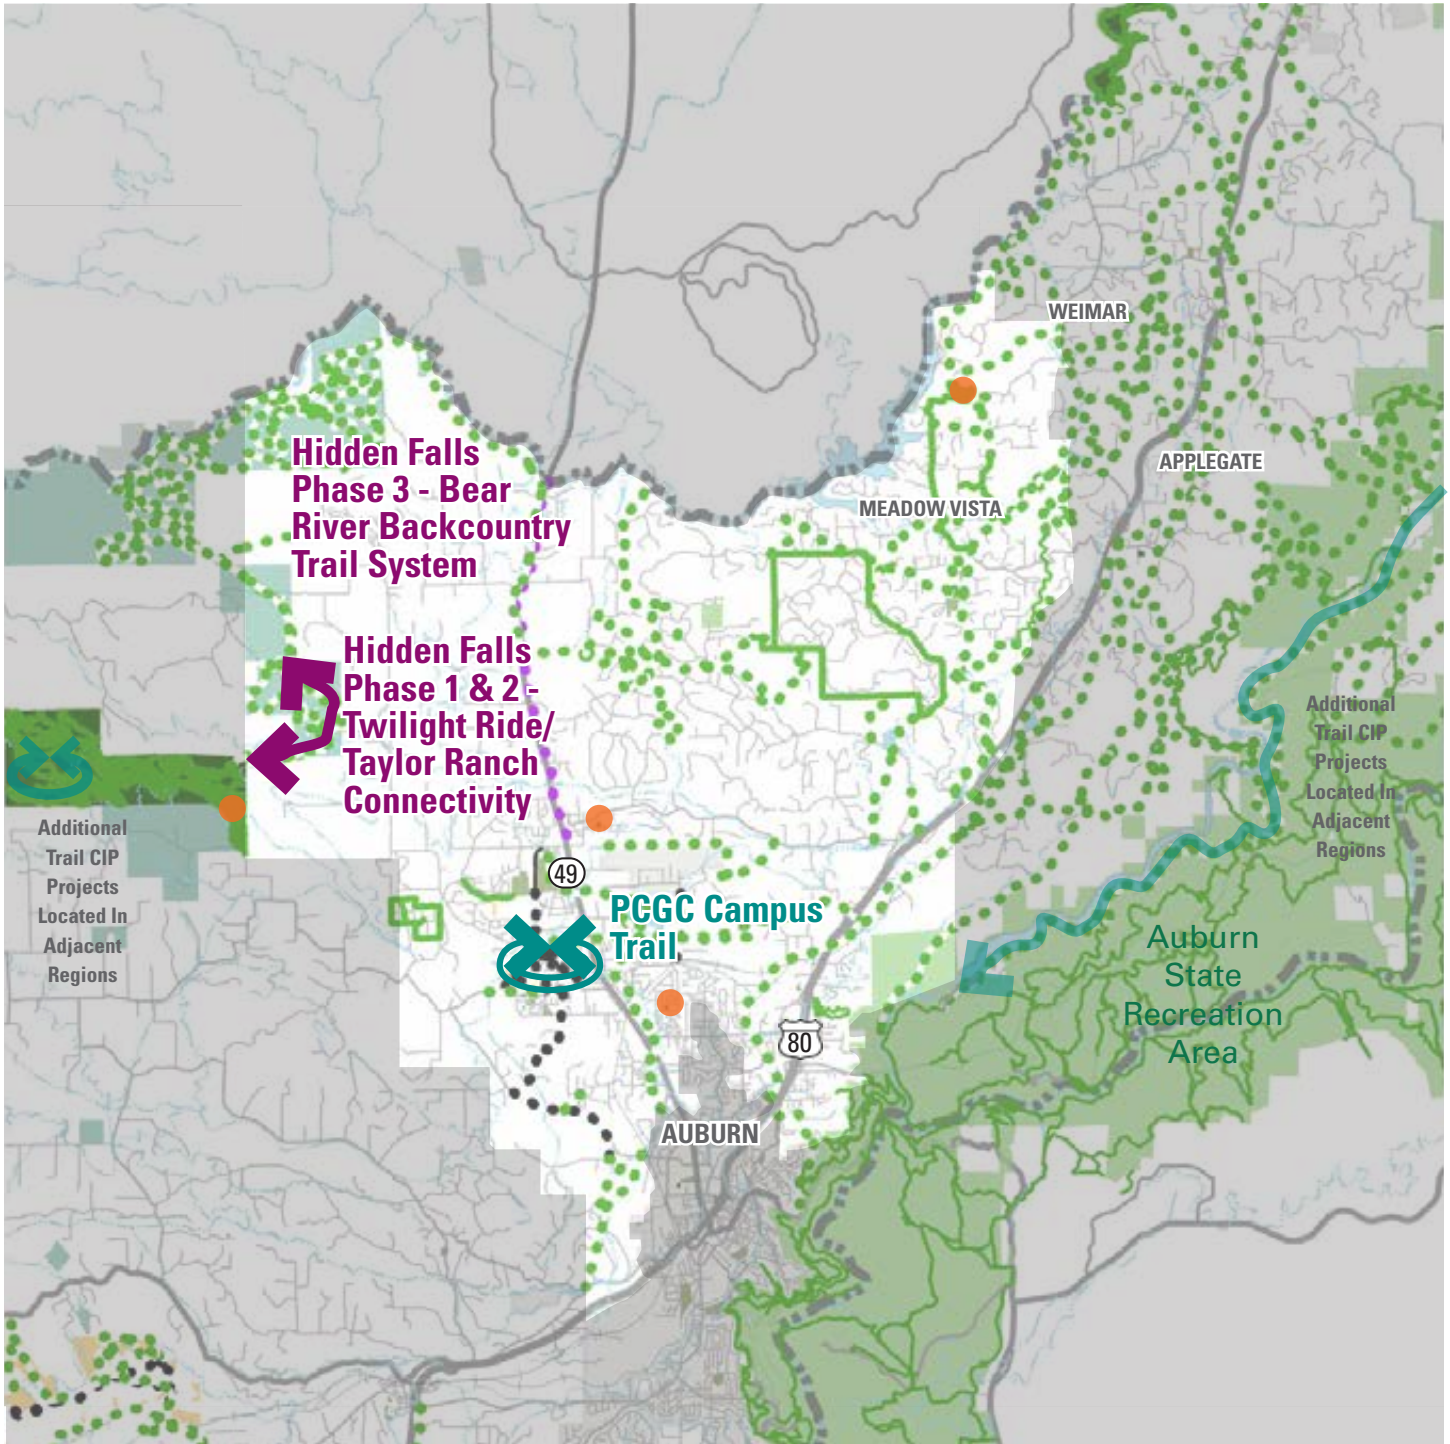 WEIMAR
Hidden Falls
Phase 3 - Bear
River Backcountry
Trail System
APPLEGATE
MEADOW VISTA
Hidden Falls
Phase 1 & 2 -
Twilight Ride/
Taylor Ranch
Connectivity
Additional
Trail CIP
Projects
Located In
Adjacent
Regions
Additional
Trail CIP
Projects
Located In
Adjacent
Regions
49
PCGC Campus
Trail
Auburn
State
Recreation
Area
80
AUBURN